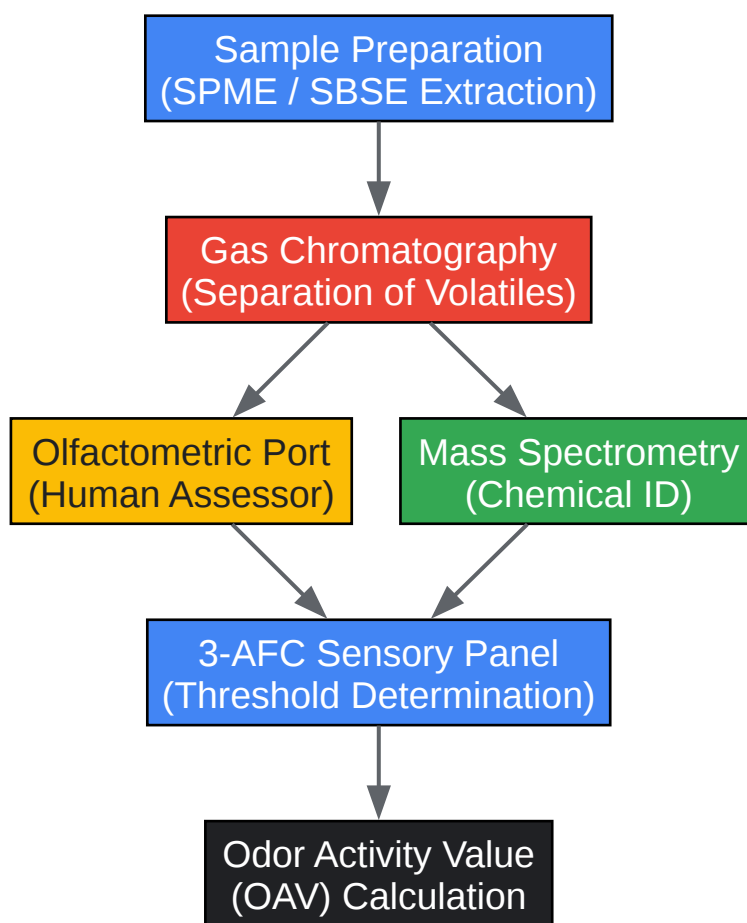 Sample Preparation
(SPME / SBSE Extraction)
Gas Chromatography
(Separation of Volatiles)
Olfactometric Port
(Human Assessor)
Mass Spectrometry
(Chemical ID)
3-AFC Sensory Panel
(Threshold Determination)
Odor Activity Value
(OAV) Calculation